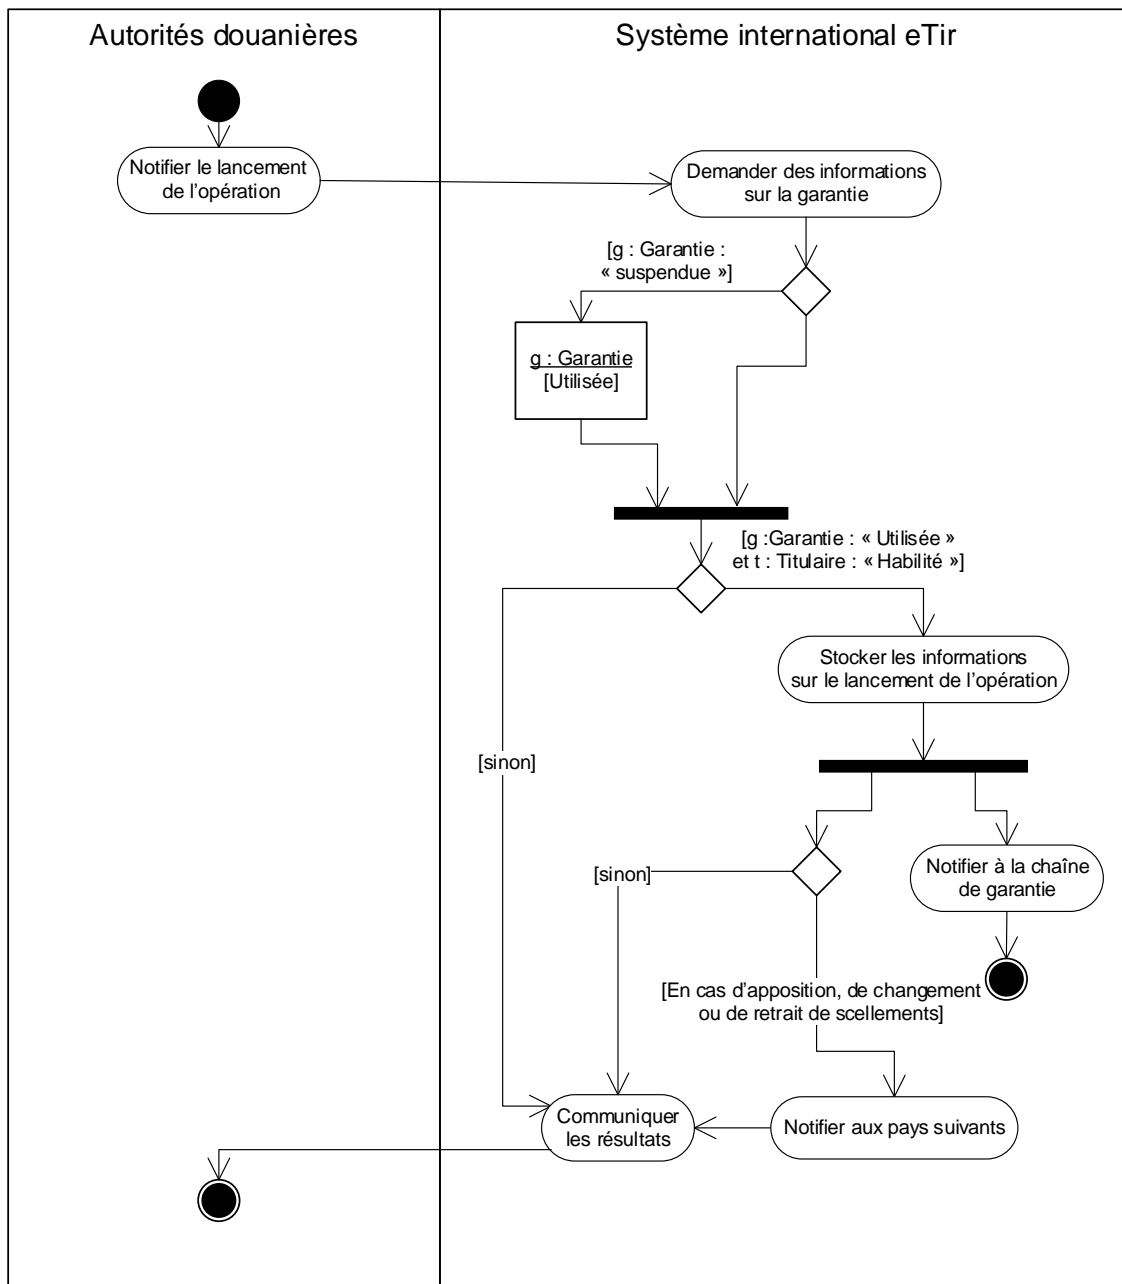 Autorités douanières
Système international eTir
Notifier le lancement
de l'opération
Demander des informations
sur la garantie
[g : Garantie :
« suspendue »]
g : Garantie
[Utilisée]
[g :Garantie : « Utilisée »
et t : Titulaire : « Habilité »]
Stocker les informations
sur le lancement de l'opération
[sinon]
[sinon]
Notifier à la chaîne
de garantie
[En cas d'apposition, de changement
ou de retrait de scellements]
Communiquer
les résultats
Notifier aux pays suivants